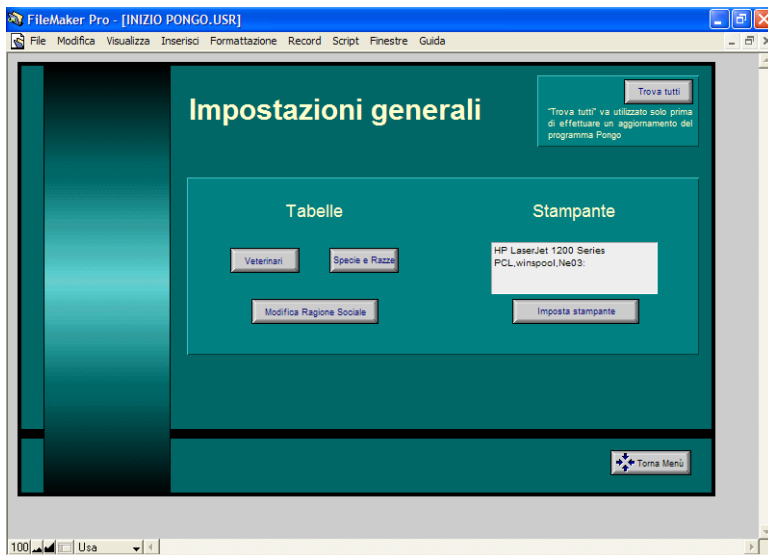 FileMaker Pro - [INIZIO PONGO.USR]
File Modifica Visualizza Inserisci Formattazione Record Script Finestre Guida
Impostazioni generali
Trova tutti
"Trova tutti" va utilizzato solo prima
di effettuare un aggiornamento del
programma Pongo
Tabelle
Stampante
Veterinari
Specie e Razze
HP LaserJet 1200 Series
PCL,winspool,Ne03:
Modifica Ragione Sociale
Imposta stampante
Torna Menù
100 Usa